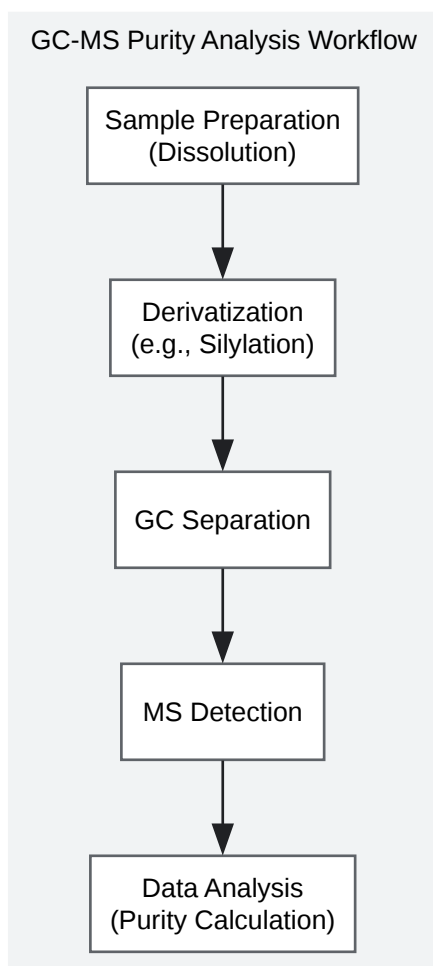 GC-MS Purity Analysis Workflow
Sample Preparation
(Dissolution)
Derivatization
(e.g., Silylation)
GC Separation
MS Detection
Data Analysis
(Purity Calculation)